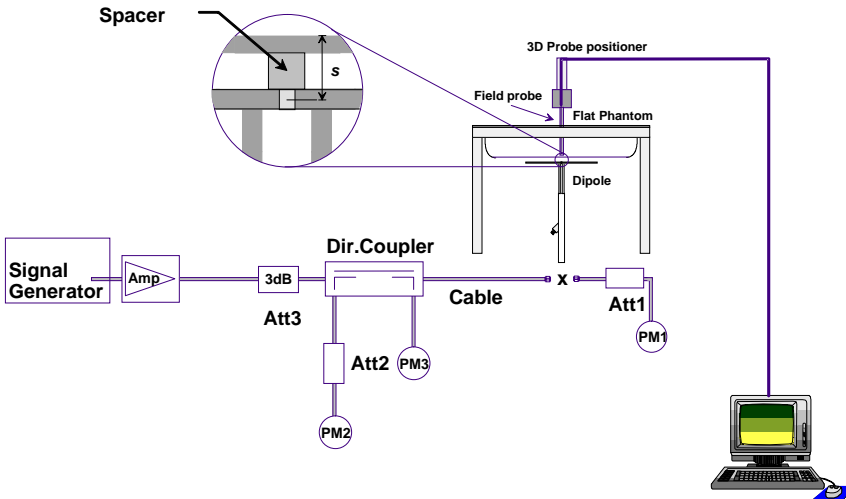 Spacer
s
3D Probe positioner
Field probe
Flat Phantom
Dipole
Dir.Coupler
Signal
Generator
Amp
3dB
Att3
Cable
x
Att1
PM1
Att2
PM3
PM2